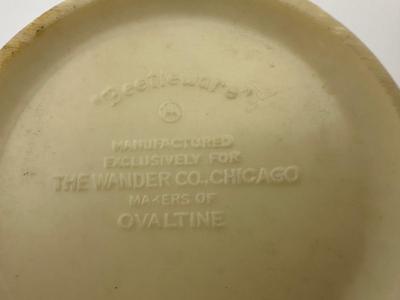 "Beetleware"
MANUFACTURED
EXCLUSIVELY FOR
THE WANDER CO., CHICAGO
MAKERS OF
OVALTINE